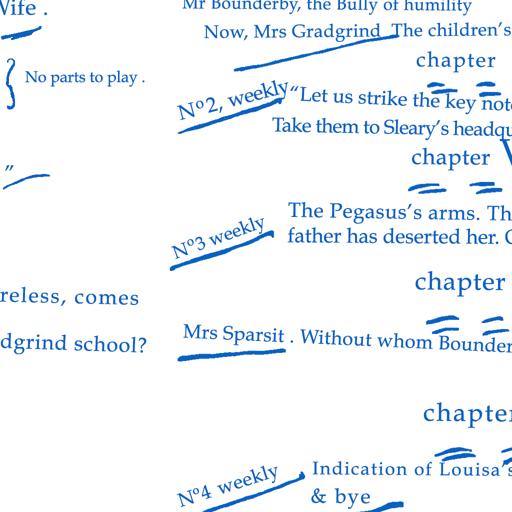 Wife .
Mr Bounderby, the Bully of humility
Now, Mrs Gradgrind The children's
chapter
No parts to play .
Nº2, weekly
"Let us strike the key note
Take them to Sleary's headqu
chapter V
"
The Pegasus's arms. Th
Nº3 weekly
father has deserted her.
reless, comes
chapter
dgrind school?
Mrs Sparsit . Without whom Bounder
chapter
Nº4 weekly
Indication of Louisa's
& bye